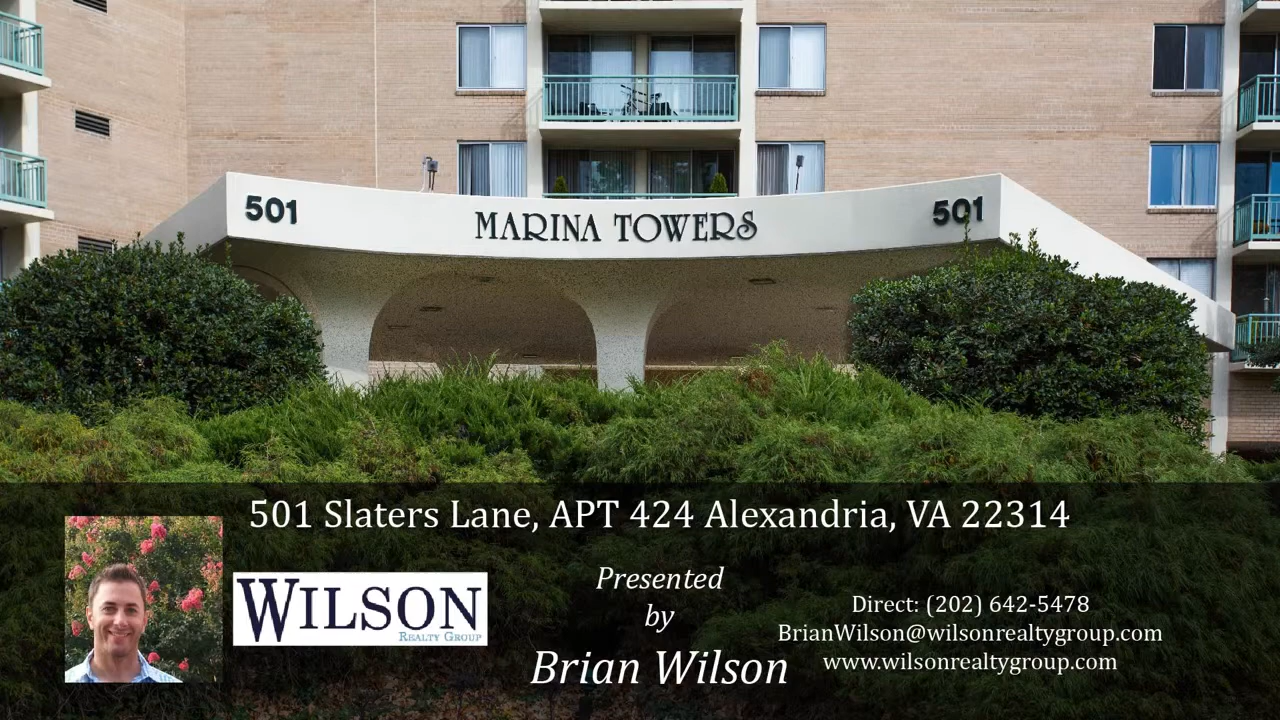 501
MARINA TOWERS
501
501 Slaters Lane, APT 424 Alexandria, VA 22314
WILSON
REALTY GROUP
Presented
by
Brian Wilson
Direct: (202) 642-5478
BrianWilson@wilsonrealtygroup.com
www.wilsonrealtygroup.com